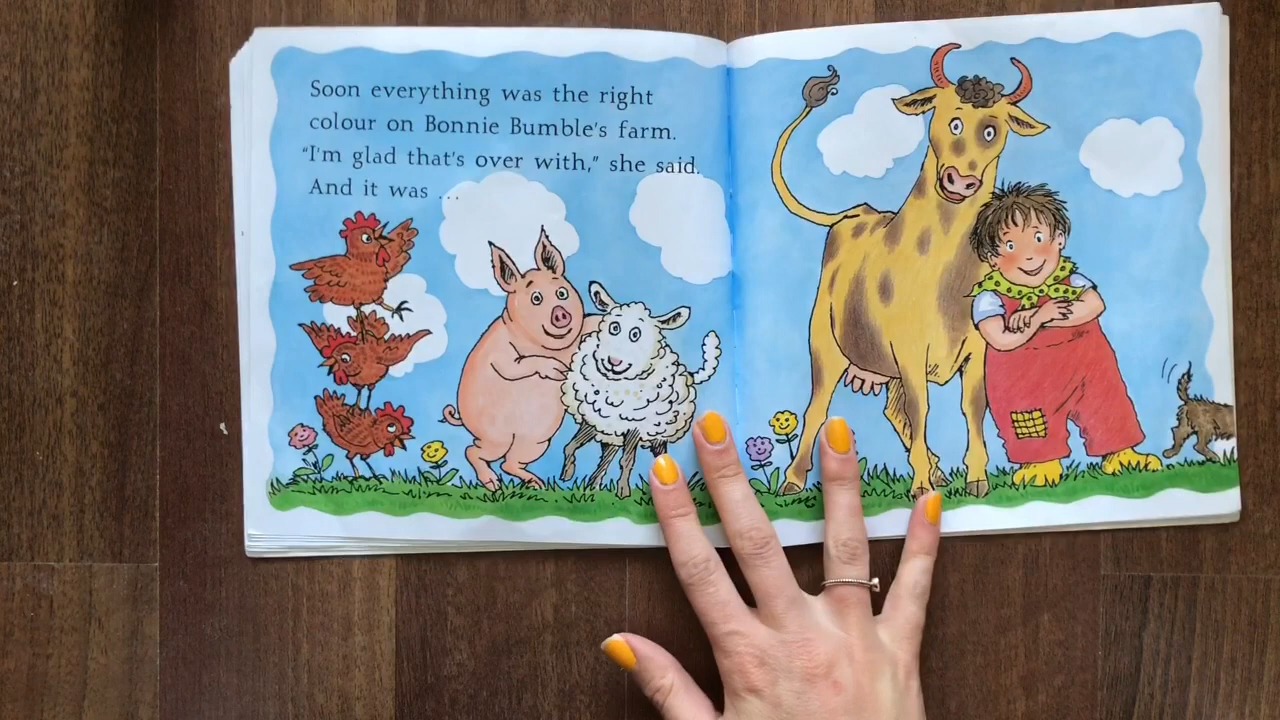 Soon everything was the right
colour on Bonnie Bumble's farm.
"I'm glad that's over with," she said.
And it was ...